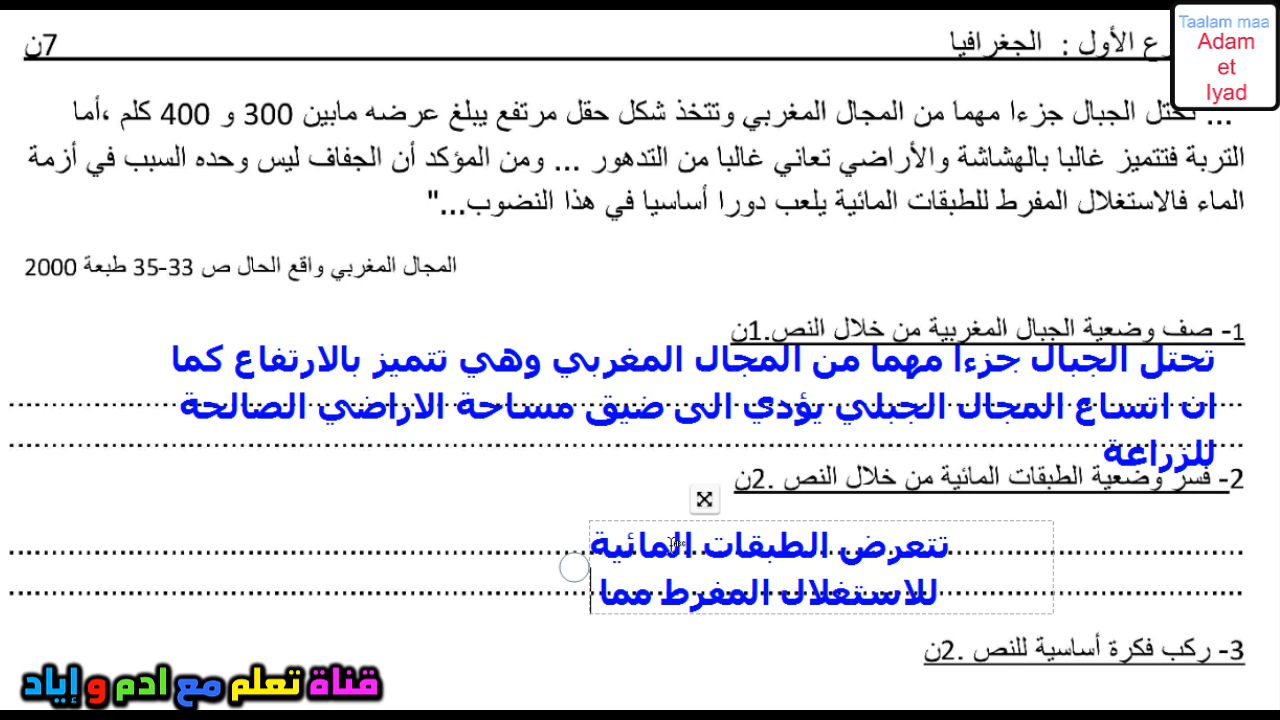 Taalam maa
Adam
et
Iyad
رع الأول : الجغرافيا 7ن
... تحتل الجبال جزءا مهما من المجال المغربي وتتخذ شكل حقل مرتفع يبلغ عرضه مابين 300 و 400 كلم ،أما
التربة فتتميز غالبا بالهشاشة والأراضي تعاني غالبا من التدهور ... ومن المؤكد أن الجفاف ليس وحده السبب في أزمة
الماء فالاستغلال المفرط للطبقات المائية يلعب دورا أساسيا في هذا النضوب..."
المجال المغربي واقع الحال ص 33-35 طبعة 2000
1- صف وضعية الجبال المغربية من خلال النص.1ن
تحتل الجبال جزءا مهما من المجال المغربي وهي تتميز بالارتفاع كما
ان اتساع المجال الجبلي يؤدي الى ضيق مساحة الاراضي الصالحة
للزراعة
2- فسر وضعية الطبقات المائية من خلال النص .2ن
تتعرض الطبقات المائية
للاستغلال المفرط مما
3- ركب فكرة أساسية للنص .2ن
قناة تعلم مع ادم و إياد